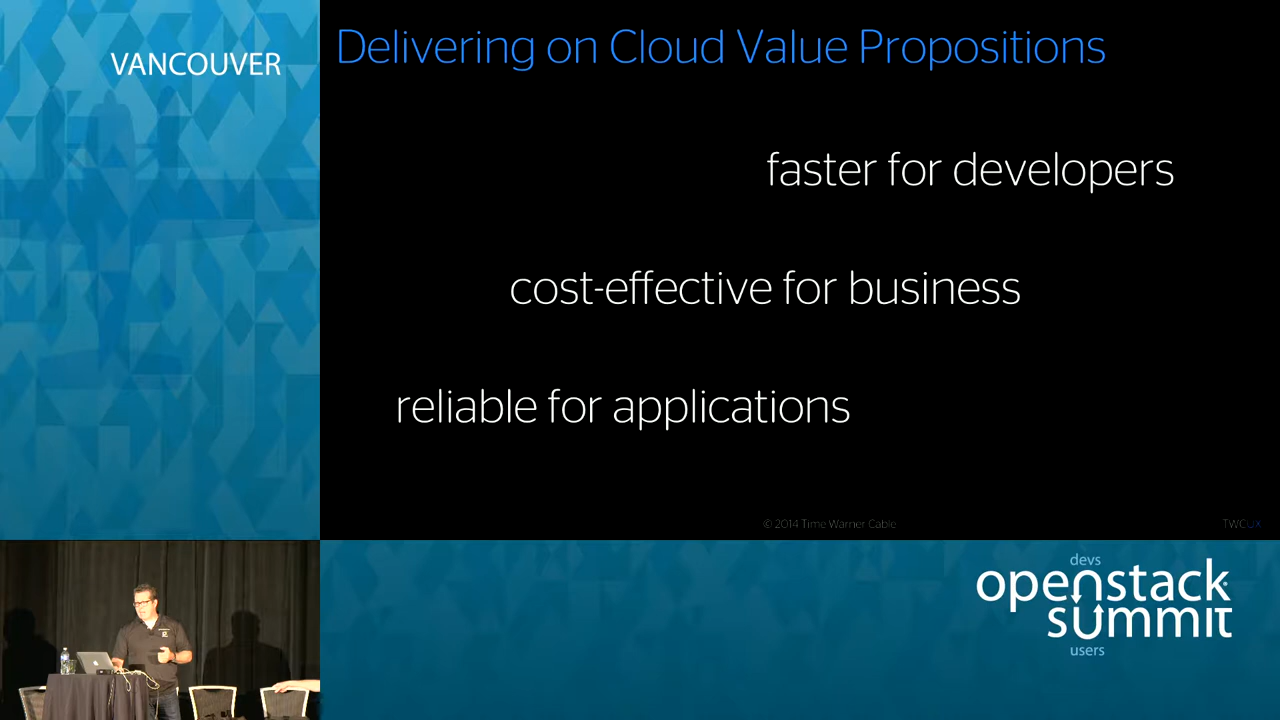 VANCOUVER
Delivering on Cloud Value Propositions
faster for developers
cost-effective for business
reliable for applications
© 2014 Time Warner Cable
TWCUX
devs
openstack
summit
users